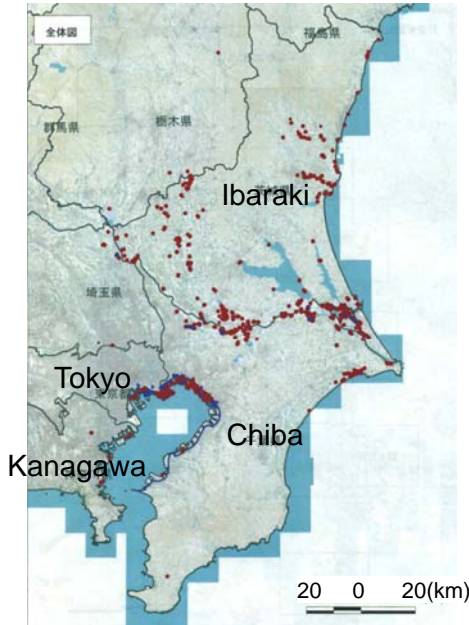 全体図
福島県
栃木県
群馬県
Ibaraki
埼玉県
Tokyo
東京都
Chiba
Kanagawa
20 0 20(km)